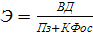 Э = ВД / Пз+КФос